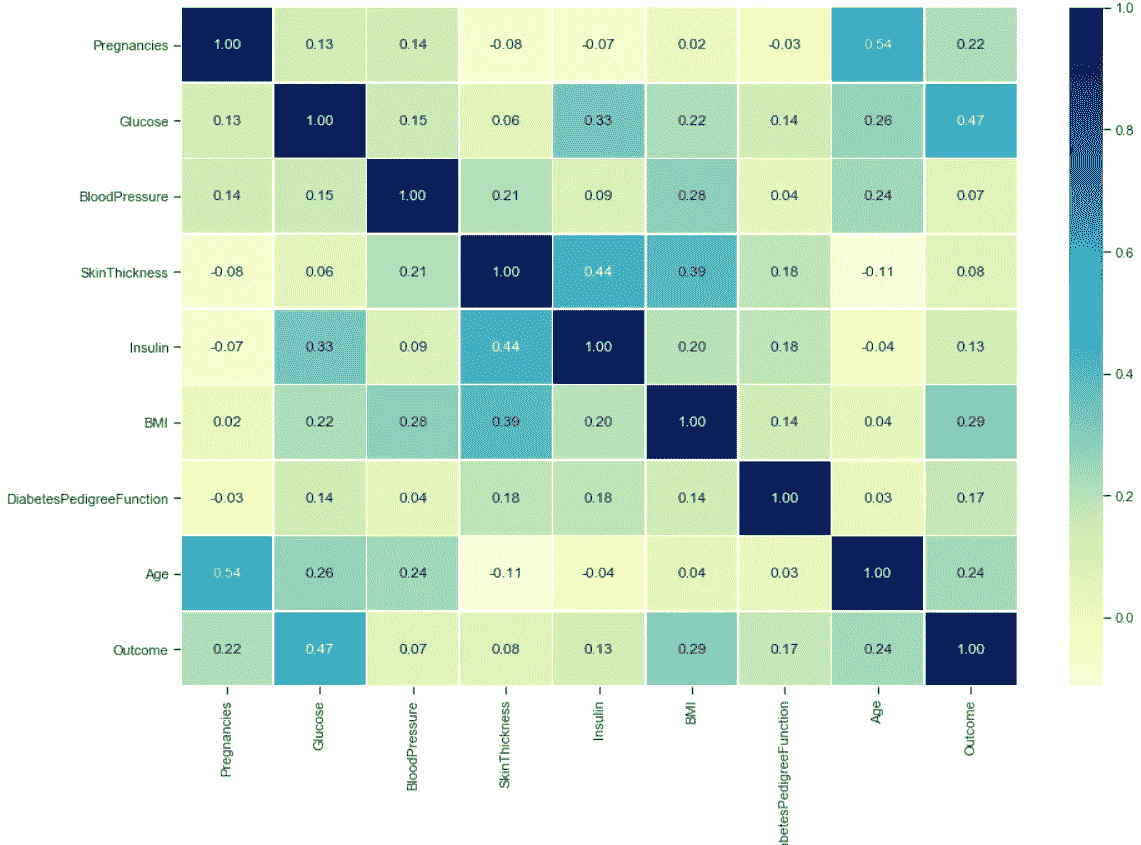 1.0
Pregnancies 1.00 0.13 0.14 -0.08 -0.07 0.02 -0.03 0.54 0.22
Glucose 0.13 1.00 0.15 0.06 0.33 0.22 0.14 0.26 0.47
0.8
BloodPressure 0.14 0.15 1.00 0.21 0.09 0.28 0.04 0.24 0.07
0.6
SkinThickness -0.08 0.06 0.21 1.00 0.44 0.39 0.18 -0.11 0.08
Insulin -0.07 0.33 0.09 0.44 1.00 0.20 0.18 -0.04 0.13
0.4
BMI 0.02 0.22 0.28 0.39 0.20 1.00 0.14 0.04 0.29
0.2
DiabetesPedigreeFunction -0.03 0.14 0.04 0.18 0.18 0.14 1.00 0.03 0.17
Age 0.54 0.26 0.24 -0.11 -0.04 0.04 0.03 1.00 0.24
0.0
Outcome 0.22 0.47 0.07 0.08 0.13 0.29 0.17 0.24 1.00
Pregnancies
Glucose
BloodPressure
SkinThickness
Insulin
BMI
betesPedigreeFunction
Age
Outcome